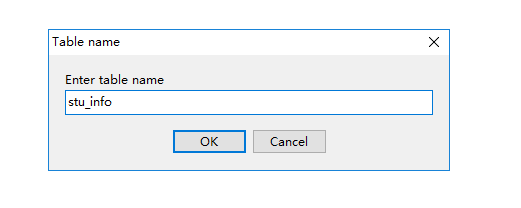 Table name
Enter table name
stu_info
OK
Cancel